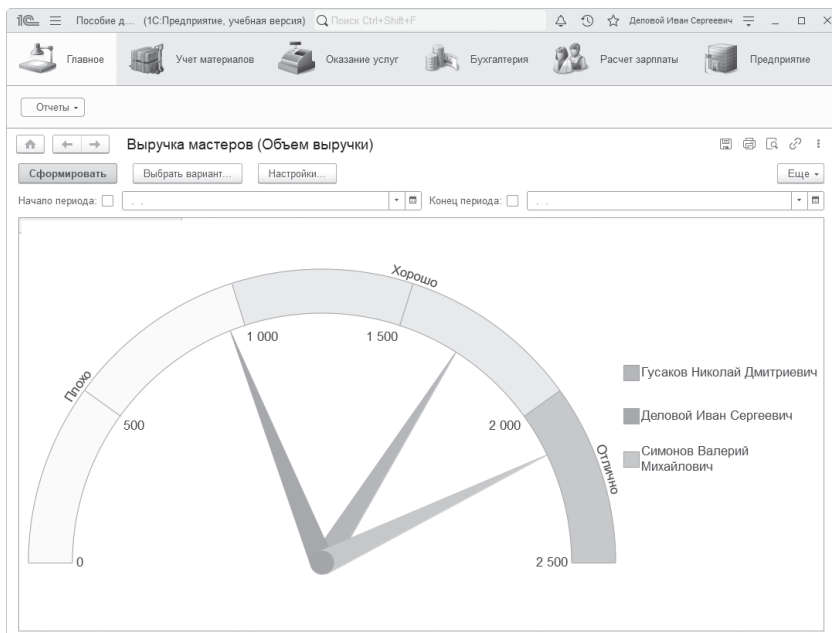 1С Пособие д... (1С:Предприятие, учебная версия) Поиск Ctrl+Shift+F Деловой Иван Сергеевич
Главное Учет материалов Оказание услуг Бухгалтерия Расчет зарплаты Предприятие
Отчеты
Выручка мастеров (Объем выручки)
Сформировать Выбрать вариант... Настройки... Еще
Начало периода: . . Конец периода: . .
Хорошо
1 000 1 500
Плохо
Гусаков Николай Дмитриевич
500 2 000
Деловой Иван Сергеевич
Отлично
Симонов Валерий
Михайлович
0 2 500